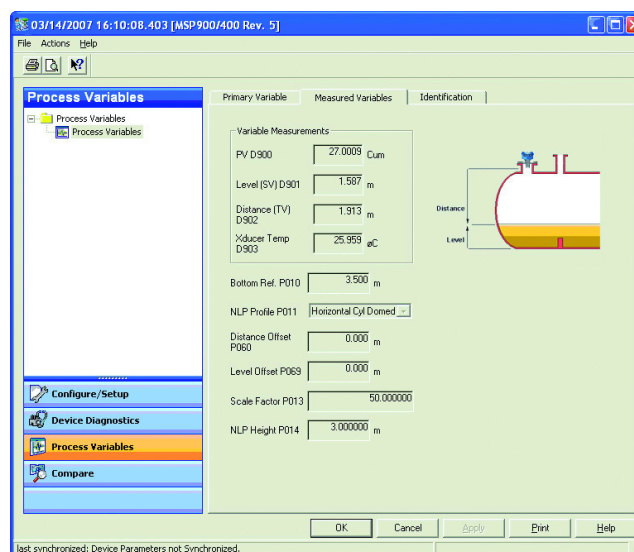 03/14/2007 16:10:08.403 [MSP900/400 Rev. 5]
File Actions Help
Process Variables
Process Variables
Process Variables
Configure/Setup
Device Diagnostics
Process Variables
Compare
Primary Variable Measured Variables Identification
Variable Measurements
PV D900 27.0009 Cum
Level (SV) D901 1.587 m
Distance (TV) D902 1.913 m
Xducer Temp D903 25.959 øC
Bottom Ref. P010 3.500 m
NLP Profile P011 Horizontal Cyl Domed
Distance Offset P060 0.000 m
Level Offset P069 0.000 m
Scale Factor P013 50.000000
NLP Height P014 3.000000 m
Distance
Level
OK Cancel Apply Print Help
last synchronized: Device Parameters not Synchronized.